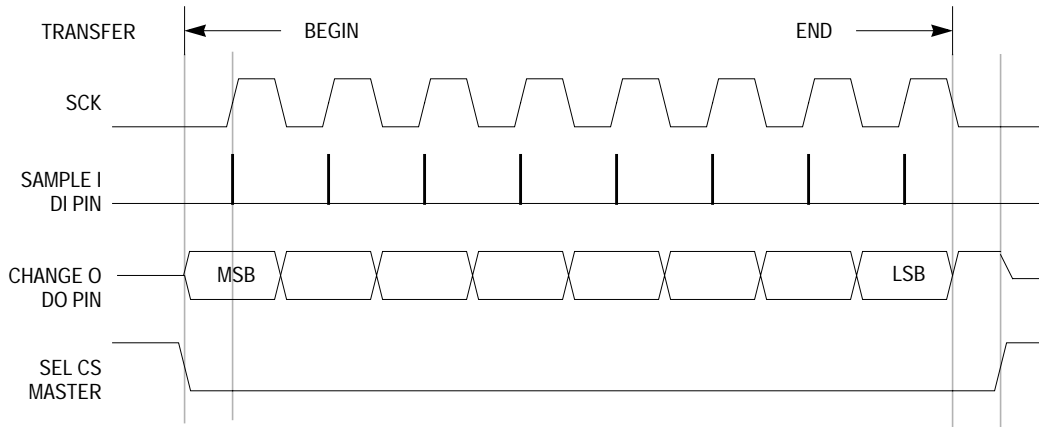 TRANSFER
BEGIN
END
SCK
SAMPLE I
DI PIN
CHANGE O
DO PIN
MSB
LSB
SEL CS
MASTER